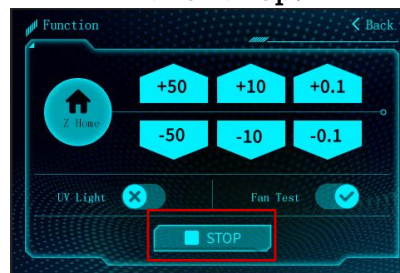 Function
Back
+50
+10
+0.1
Z Home
-50
-10
-0.1
UV Light
Fan Test
STOP